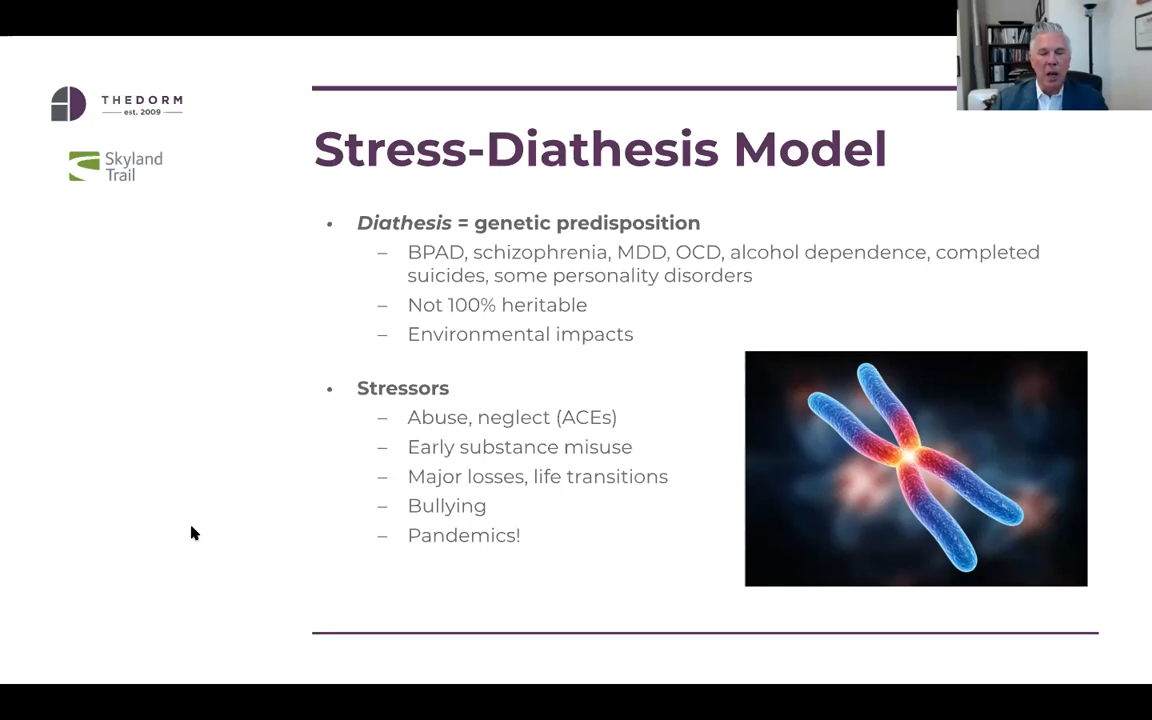 THEDORM
est. 2009
Skyland
Trail
Stress-Diathesis Model
• Diathesis = genetic predisposition
– BPAD, schizophrenia, MDD, OCD, alcohol dependence, completed
suicides, some personality disorders
– Not 100% heritable
– Environmental impacts
• Stressors
– Abuse, neglect (ACEs)
– Early substance misuse
– Major losses, life transitions
– Bullying
– Pandemics!